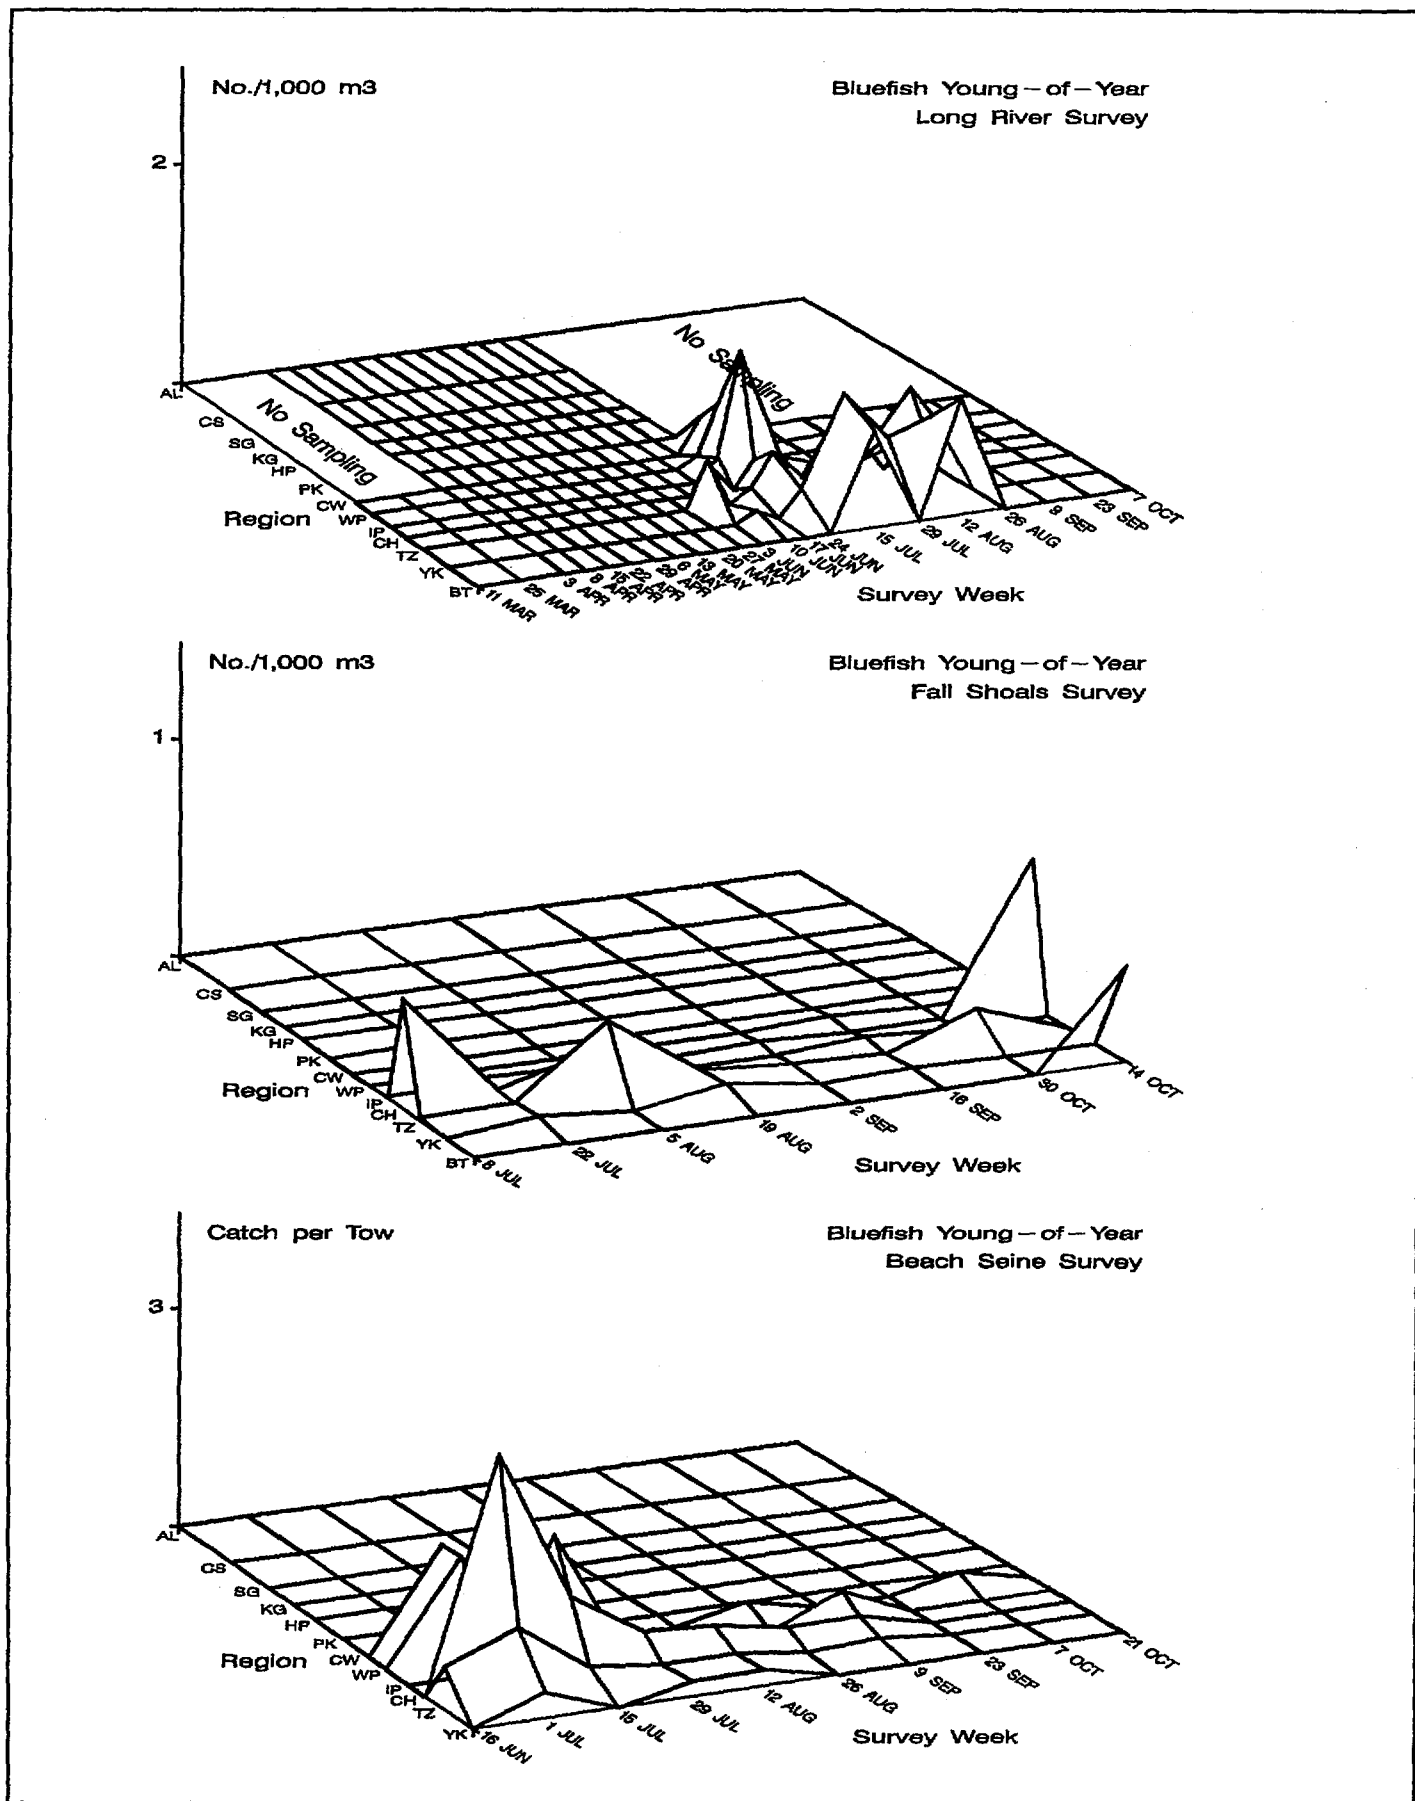 No./1,000 m3
Bluefish Young-of-Year
Long River Survey
2
No Sampling
No Sampling
AL
CS
SG
KG
HP
PK
CW
WP
IP
CH
TZ
YK
BT
Region
11 MAR
25 MAR
3 APR
8 APR
15 APR
22 APR
29 APR
6 MAY
13 MAY
20 MAY
27 MAY
3 JUN
10 JUN
17 JUN
24 JUN
15 JUL
29 JUL
12 AUG
26 AUG
9 SEP
23 SEP
7 OCT
Survey Week
No./1,000 m3
Bluefish Young-of-Year
Fall Shoals Survey
1
AL
CS
SG
KG
HP
PK
CW
WP
IP
CH
TZ
YK
BT
Region
8 JUL
22 JUL
5 AUG
19 AUG
2 SEP
16 SEP
30 OCT
14 OCT
Survey Week
Catch per Tow
Bluefish Young-of-Year
Beach Seine Survey
3
AL
CS
SG
KG
HP
PK
CW
WP
IP
CH
TZ
YK
Region
16 JUN
1 JUL
15 JUL
29 JUL
12 AUG
26 AUG
9 SEP
23 SEP
7 OCT
21 OCT
Survey Week